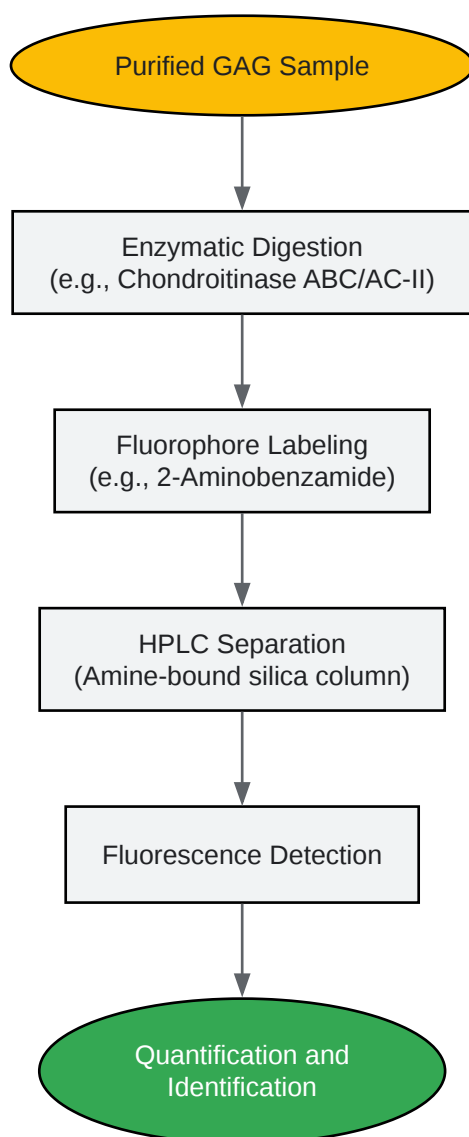 Purified GAG Sample
Enzymatic Digestion
(e.g., Chondroitinase ABC/AC-II)
Fluorophore Labeling
(e.g., 2-Aminobenzamide)
HPLC Separation
(Amine-bound silica column)
Fluorescence Detection
Quantification and
Identification